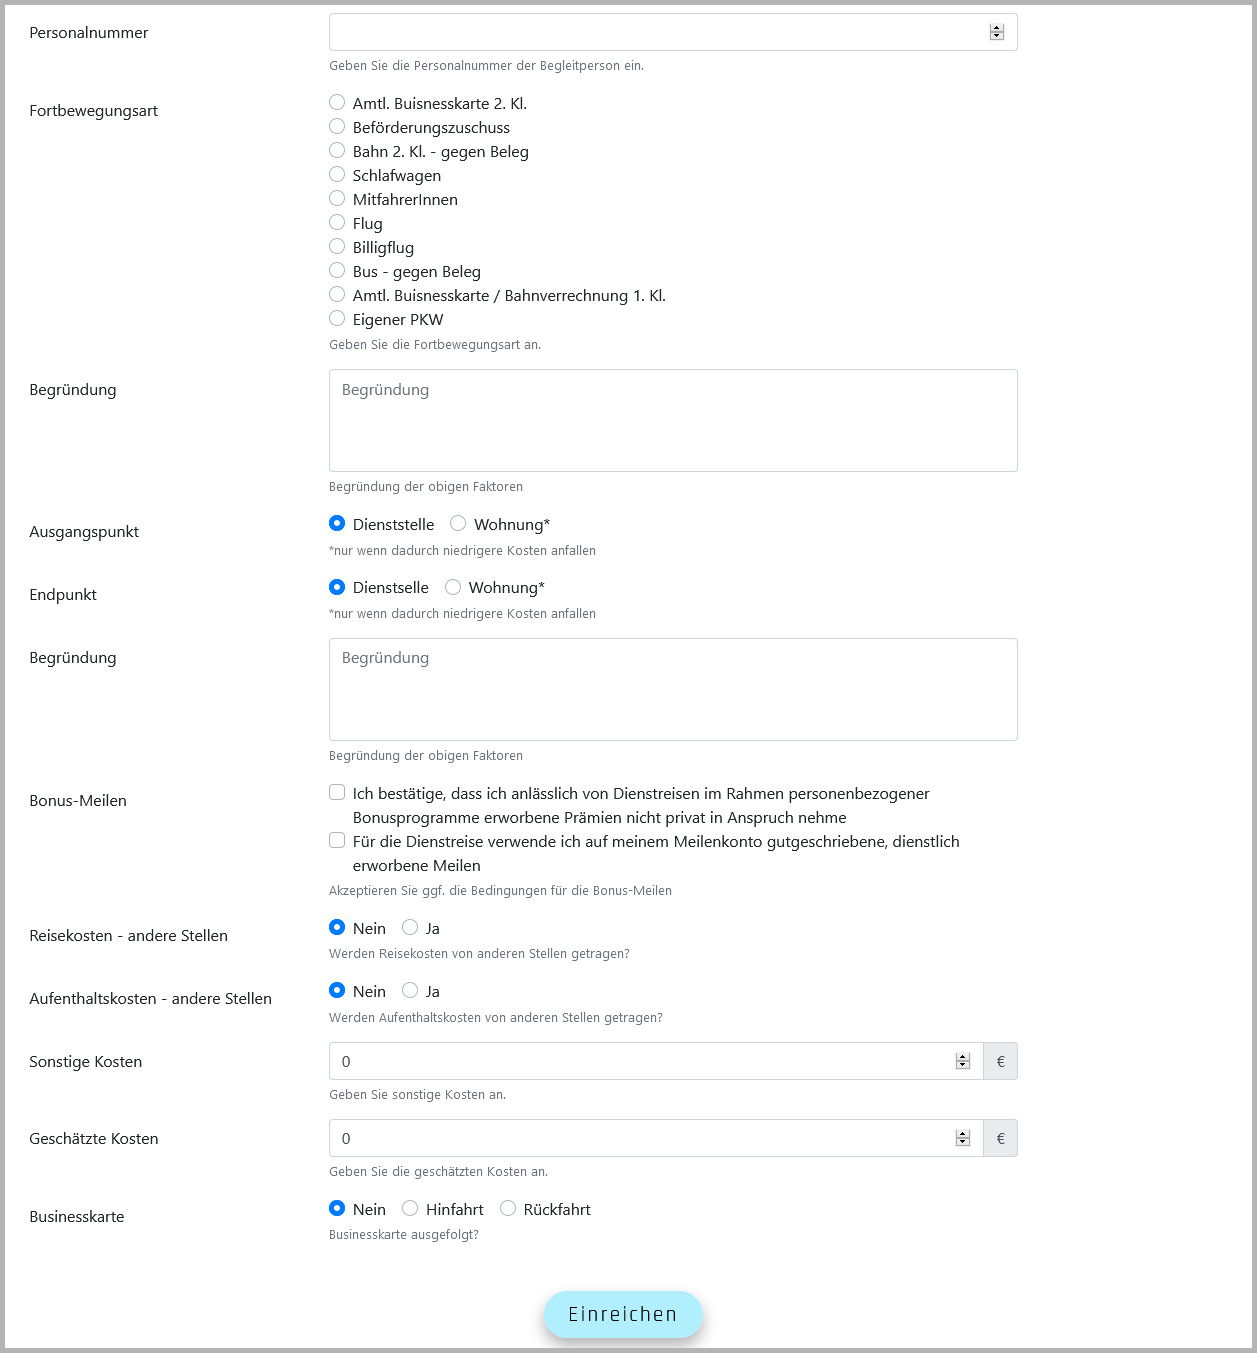 Personalnummer
Geben Sie die Personalnummer der Begleitperson ein.
Fortbewegungsart
Amtl. Buisnesskarte 2. Kl.
Beförderungszuschuss
Bahn 2. Kl. - gegen Beleg
Schlafwagen
MitfahrerInnen
Flug
Billigflug
Bus - gegen Beleg
Amtl. Buisnesskarte / Bahnverrechnung 1. Kl.
Eigener PKW
Geben Sie die Fortbewegungsart an.
Begründung
Begründung
Begründung der obigen Faktoren
Ausgangspunkt
Dienststelle Wohnung*
*nur wenn dadurch niedrigere Kosten anfallen
Endpunkt
Dienstselle Wohnung*
*nur wenn dadurch niedrigere Kosten anfallen
Begründung
Begründung
Begründung der obigen Faktoren
Bonus-Meilen
Ich bestätige, dass ich anlässlich von Dienstreisen im Rahmen personenbezogener
Bonusprogramme erworbene Prämien nicht privat in Anspruch nehme
Für die Dienstreise verwende ich auf meinem Meilenkonto gutgeschriebene, dienstlich
erworbene Meilen
Akzeptieren Sie ggf. die Bedingungen für die Bonus-Meilen
Reisekosten - andere Stellen
Nein Ja
Werden Reisekosten von anderen Stellen getragen?
Aufenthaltskosten - andere Stellen
Nein Ja
Werden Aufenthaltskosten von anderen Stellen getragen?
Sonstige Kosten
0 €
Geben Sie sonstige Kosten an.
Geschätzte Kosten
0 €
Geben Sie die geschätzten Kosten an.
Businesskarte
Nein Hinfahrt Rückfahrt
Businesskarte ausgefolgt?
Einreichen